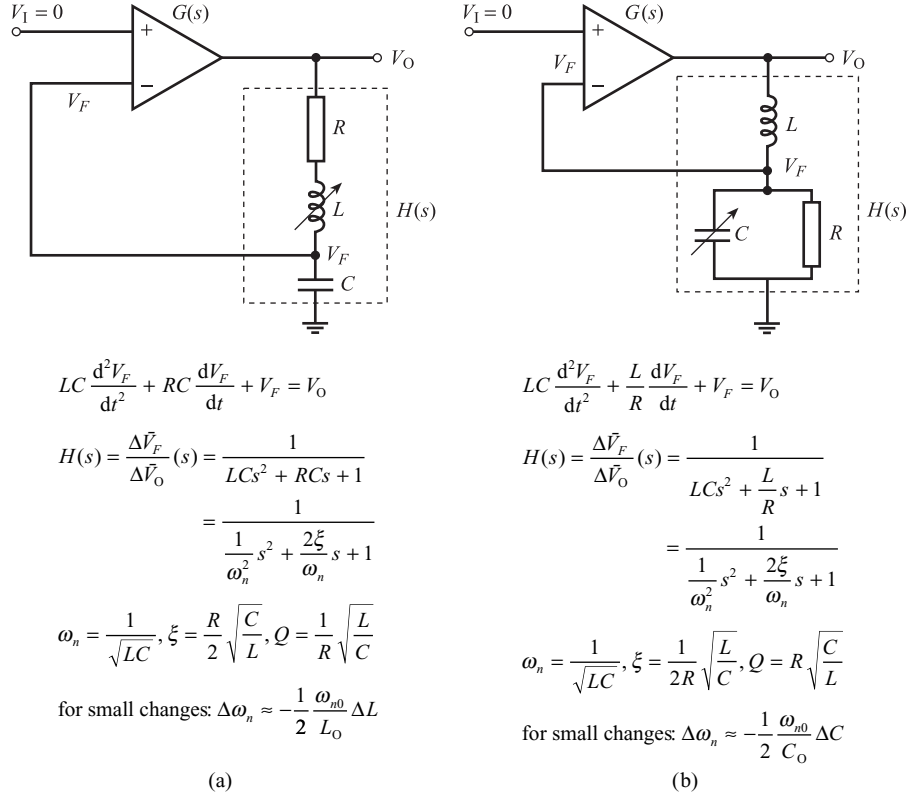 V_I = 0
G(s)
+
−
V_O
V_F
R
L
H(s)
V_F
C
LC d²V_F/dt² + RC dV_F/dt + V_F = V_O
H(s) = ΔV̄_F/ΔV̄_O (s) = 1/(LCs² + RCs + 1)
= 1/((1/ω_n²)s² + (2ξ/ω_n)s + 1)
ω_n = 1/√(LC), ξ = (R/2)√(C/L), Q = (1/R)√(L/C)
for small changes: Δω_n ≈ −(1/2)(ω_n0/L_O)ΔL
(a)
V_I = 0
G(s)
+
−
V_O
V_F
L
V_F
H(s)
C
R
LC d²V_F/dt² + (L/R) dV_F/dt + V_F = V_O
H(s) = ΔV̄_F/ΔV̄_O (s) = 1/(LCs² + (L/R)s + 1)
= 1/((1/ω_n²)s² + (2ξ/ω_n)s + 1)
ω_n = 1/√(LC), ξ = (1/2R)√(L/C), Q = R√(C/L)
for small changes: Δω_n ≈ −(1/2)(ω_n0/C_O)ΔC
(b)